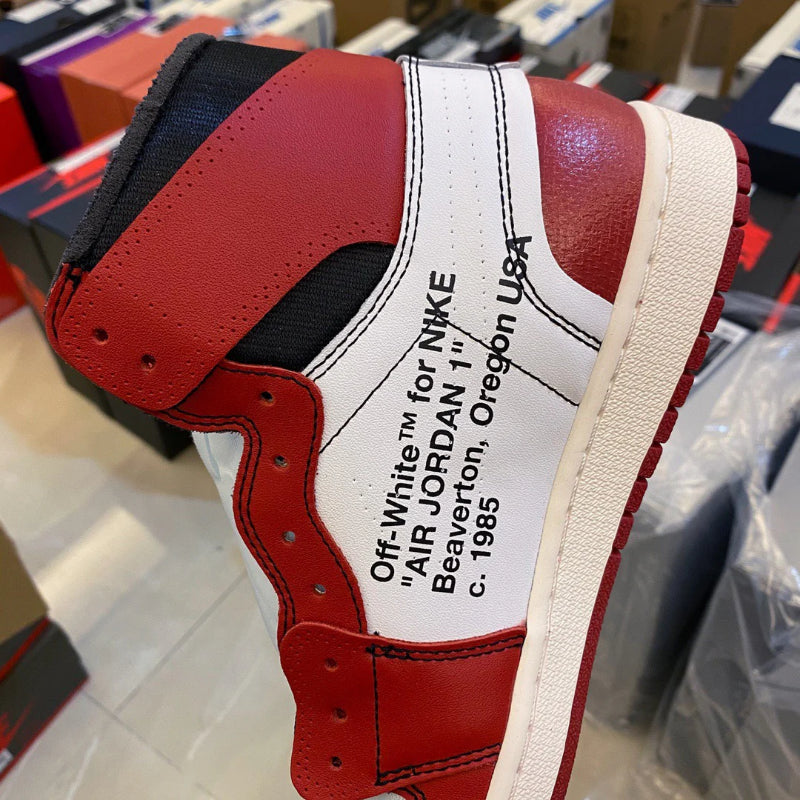 Off-White™ for NIKE
"AIR JORDAN 1"
Beaverton, Oregon USA
c. 1985